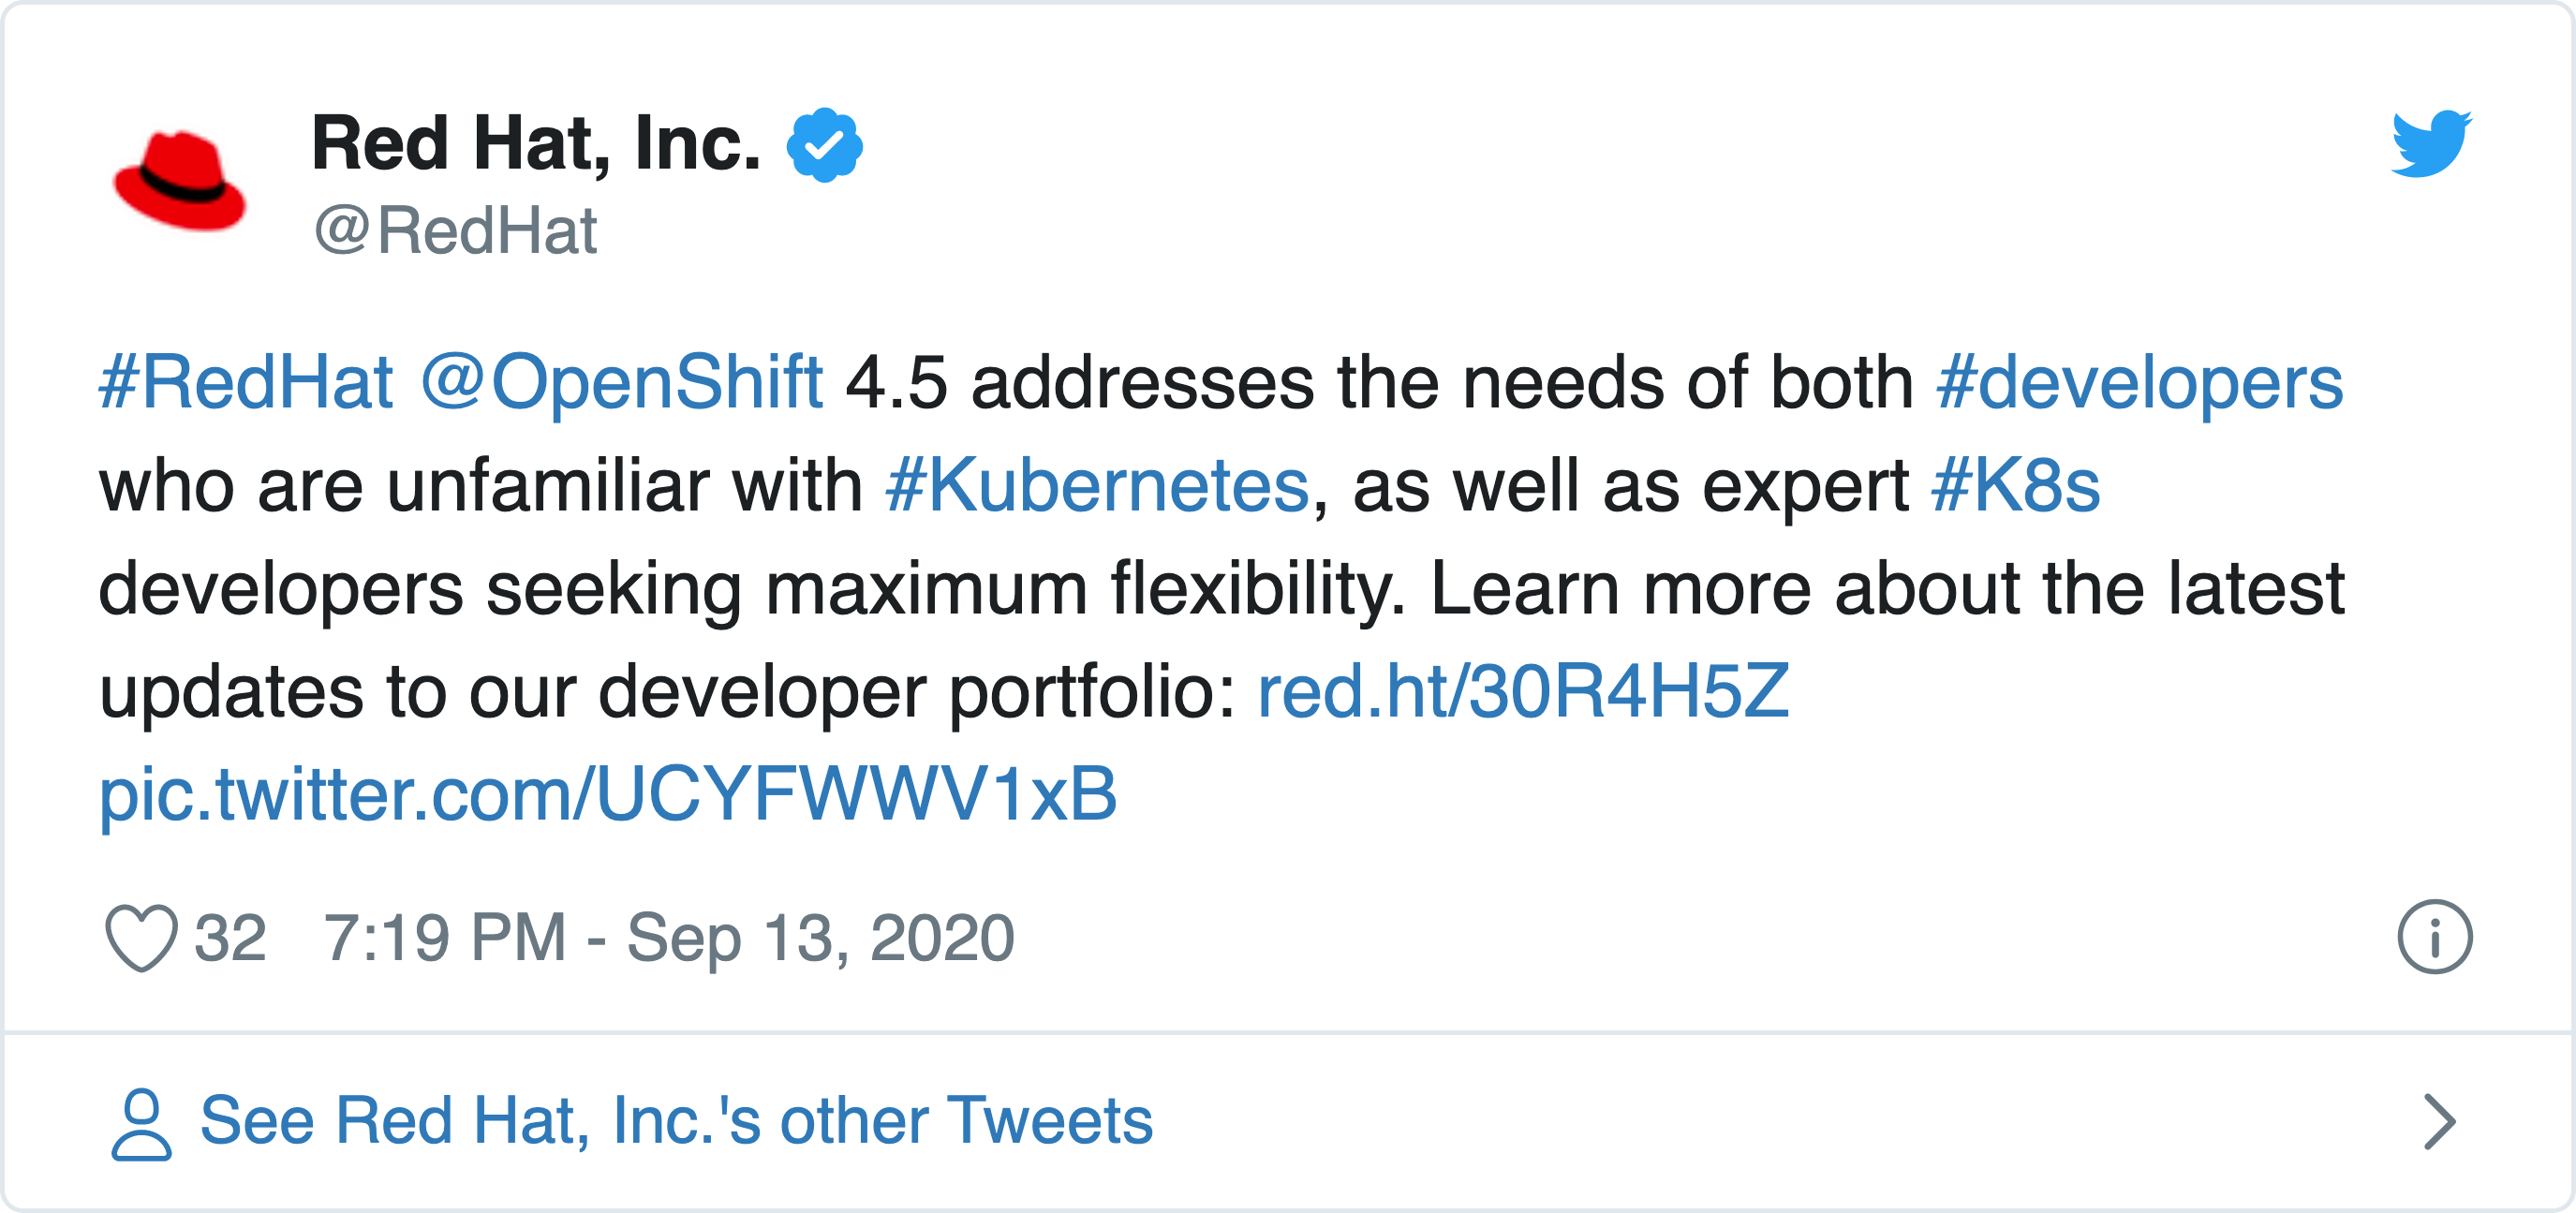 Red Hat, Inc.
@RedHat
#RedHat @OpenShift 4.5 addresses the needs of both #developers
who are unfamiliar with #Kubernetes, as well as expert #K8s
developers seeking maximum flexibility. Learn more about the latest
updates to our developer portfolio: red.ht/30R4H5Z
pic.twitter.com/UCYFWWV1xB
32 7:19 PM - Sep 13, 2020
See Red Hat, Inc.'s other Tweets